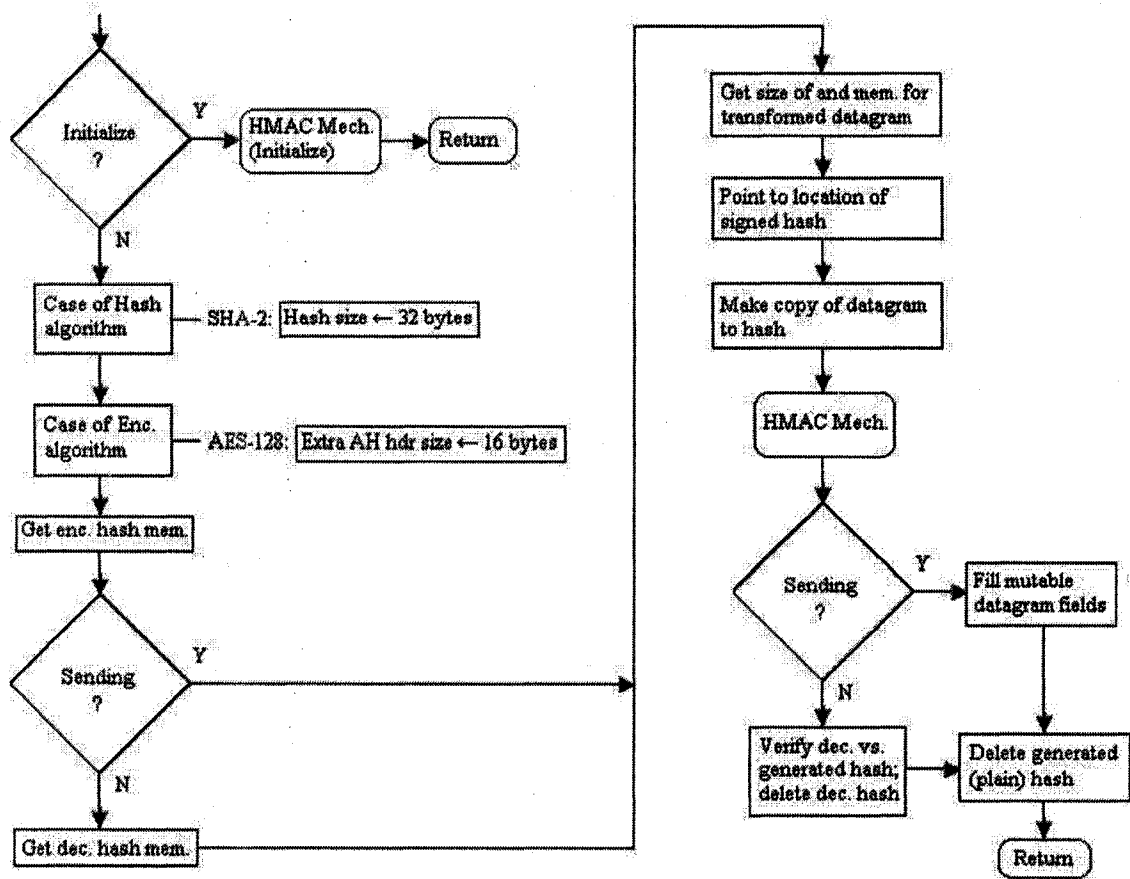 Y
Initialize
?
HMAC Mech.
(Initialize)
Return
N
Case of Hash
algorithm
SHA-2:
Hash size ← 32 bytes
Case of Enc.
algorithm
AES-128:
Extra AH hdr size ← 16 bytes
Get enc. hash mem.
Sending
?
Y
N
Get dec. hash mem.
Get size of and mem. for
transformed datagram
Point to location of
signed hash
Make copy of datagram
to hash
HMAC Mech.
Sending
?
Y
Fill mutable
datagram fields
N
Verify dec. vs.
generated hash;
delete dec. hash
Delete generated
(plain) hash
Return